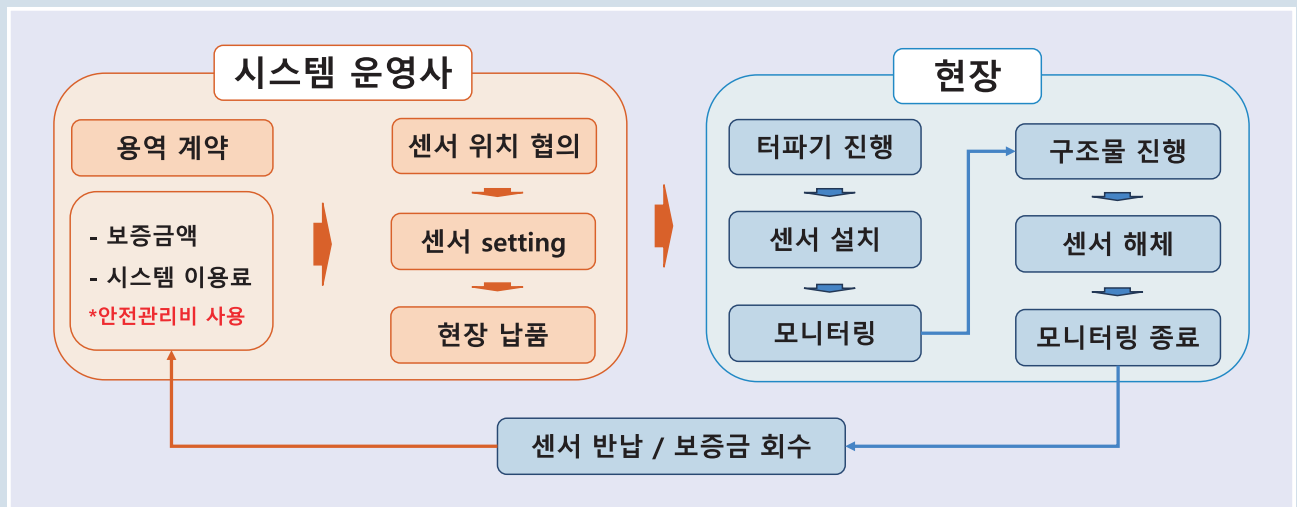 시스템 운영사
용역 계약
- 보증금액
- 시스템 이용료
*안전관리비 사용
센서 위치 협의
센서 setting
현장 납품
현장
터파기 진행
센서 설치
모니터링
구조물 진행
센서 해체
모니터링 종료
센서 반납 / 보증금 회수